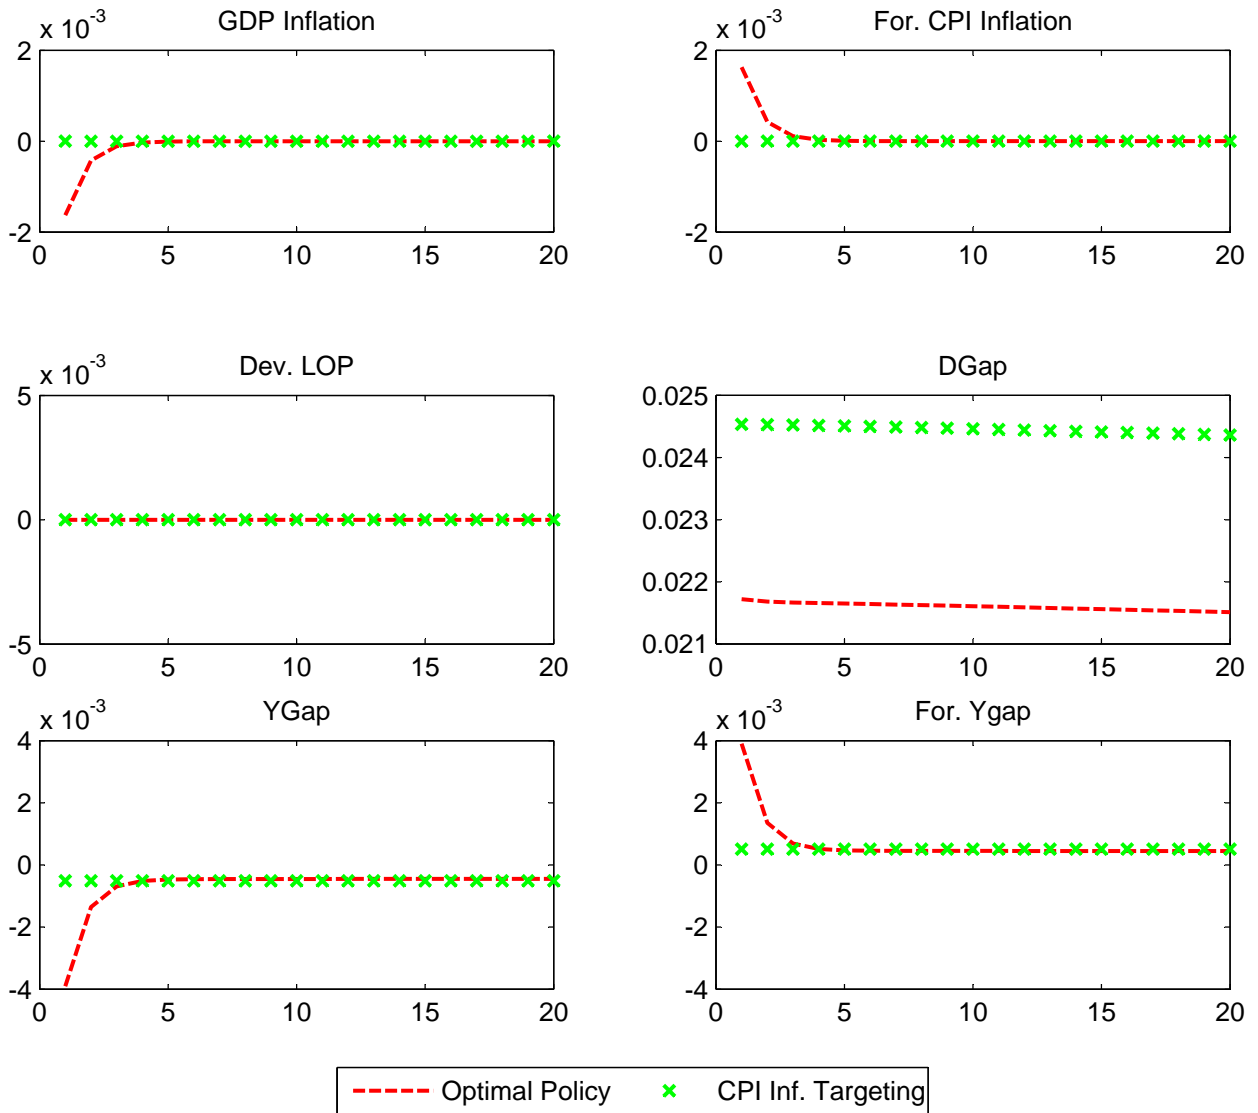 x 10-3
GDP Inflation
2
0
-2
0 5 10 15 20
x 10-3
For. CPI Inflation
2
0
-2
0 5 10 15 20
x 10-3
Dev. LOP
5
0
-5
0 5 10 15 20
DGap
0.025
0.024
0.023
0.022
0.021
0 5 10 15 20
x 10-3
YGap
4
2
0
-2
-4
0 5 10 15 20
x 10-3
For. Ygap
4
2
0
-2
-4
0 5 10 15 20
Optimal Policy
CPI Inf. Targeting